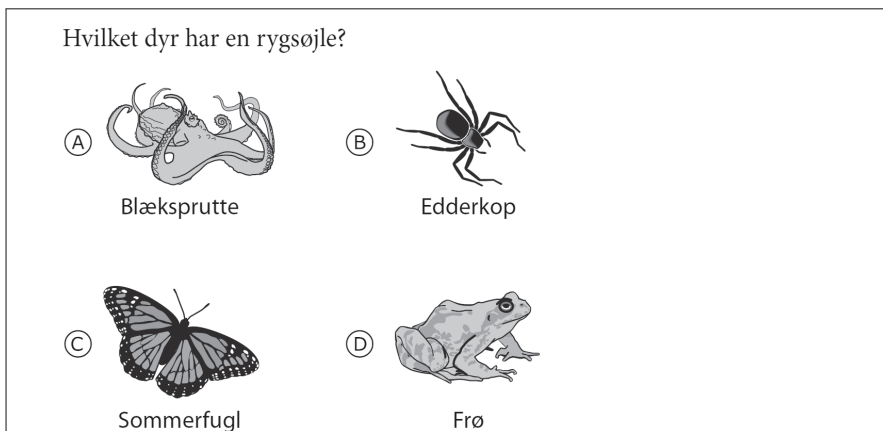 Hvilket dyr har en rygsøjle?
A
B
Blæksprutte
Edderkop
C
D
Sommerfugl
Frø